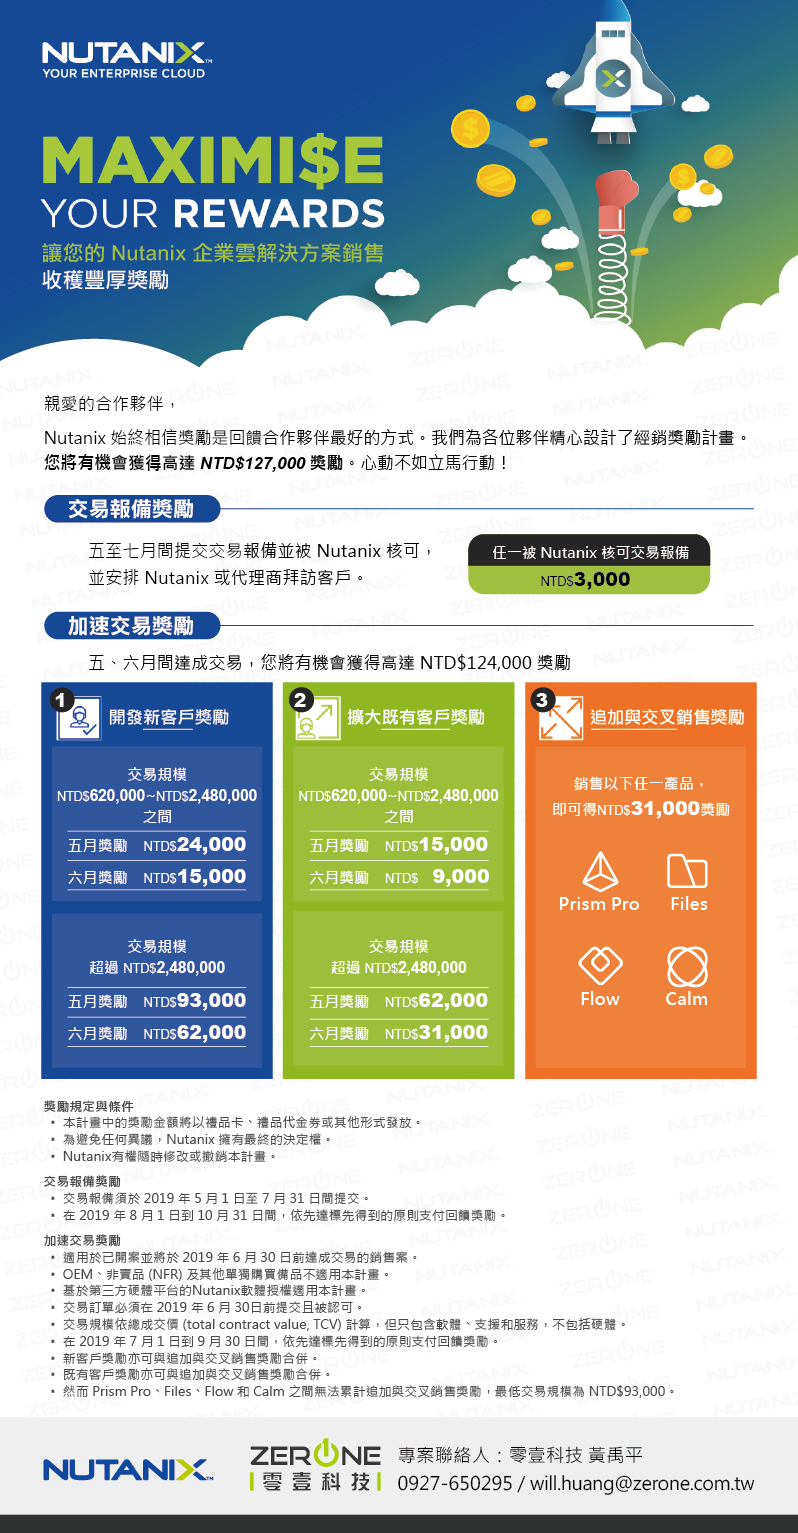 NUTANIX™
YOUR ENTERPRISE CLOUD
MAXIMI$E
YOUR REWARDS
讓您的 Nutanix 企業雲解決方案銷售
收穫豐厚獎勵
親愛的合作夥伴，
Nutanix 始終相信獎勵是回饋合作夥伴最好的方式。我們為各位夥伴精心設計了經銷獎勵計畫。
您將有機會獲得高達 NTD$127,000 獎勵。心動不如立馬行動！
交易報備獎勵
五至七月間提交交易報備並被 Nutanix 核可，
並安排 Nutanix 或代理商拜訪客戶。
任一被 Nutanix 核可交易報備
NTD$3,000
加速交易獎勵
五、六月間達成交易，您將有機會獲得高達 NTD$124,000 獎勵
1 開發新客戶獎勵
交易規模
NTD$620,000~NTD$2,480,000
之間
五月獎勵 NTD$24,000
六月獎勵 NTD$15,000
交易規模
超過 NTD$2,480,000
五月獎勵 NTD$93,000
六月獎勵 NTD$62,000
2 擴大既有客戶獎勵
交易規模
NTD$620,000~NTD$2,480,000
之間
五月獎勵 NTD$15,000
六月獎勵 NTD$ 9,000
交易規模
超過 NTD$2,480,000
五月獎勵 NTD$62,000
六月獎勵 NTD$31,000
3 追加與交叉銷售獎勵
銷售以下任一產品，
即可得NTD$31,000獎勵
Prism Pro Files
Flow Calm
獎勵規定與條件
• 本計畫中的獎勵金額將以禮品卡、禮品代金券或其他形式發放。
• 為避免任何異議，Nutanix 擁有最終的決定權。
• Nutanix有權隨時修改或撤銷本計畫。
交易報備獎勵
• 交易報備須於 2019 年 5 月 1 日至 7 月 31 日間提交。
• 在 2019 年 8 月 1 日到 10 月 31 日間，依先達標先得到的原則支付回饋獎勵。
加速交易獎勵
• 適用於已開案並將於 2019 年 6 月 30 日前達成交易的銷售案。
• OEM、非賣品 (NFR) 及其他單獨購買備品不適用本計畫。
• 基於第三方硬體平台的Nutanix軟體授權適用本計畫。
• 交易訂單必須在 2019 年 6 月 30日前提交且被認可。
• 交易規模依總成交價 (total contract value, TCV) 計算，但只包含軟體、支援和服務，不包括硬體。
• 在 2019 年 7 月 1 日到 9 月 30 日間，依先達標先得到的原則支付回饋獎勵。
• 新客戶獎勵亦可與追加與交叉銷售獎勵合併。
• 既有客戶獎勵亦可與追加與交叉銷售獎勵合併。
• 然而 Prism Pro、Files、Flow 和 Calm 之間無法累計追加與交叉銷售獎勵，最低交易規模為 NTD$93,000。
NUTANIX™
ZERONE
零壹科技
專案聯絡人：零壹科技 黃禹平
0927-650295 / will.huang@zerone.com.tw